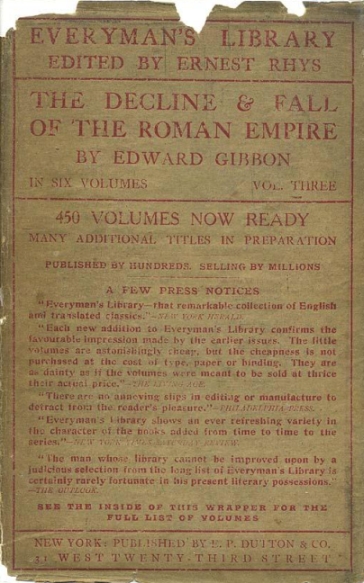 EVERYMAN'S LIBRARY
EDITED BY ERNEST RHYS
THE DECLINE & FALL
OF THE ROMAN EMPIRE
BY EDWARD GIBBON
IN SIX VOLUMES VOL. THREE
450 VOLUMES NOW READY
MANY ADDITIONAL TITLES IN PREPARATION
PUBLISHED BY HUNDREDS. SELLING BY MILLIONS
A FEW PRESS NOTICES
"Everyman's Library—that remarkable collection of English
and translated classics."—NEW YORK HERALD.
"Each new addition to Everyman's Library confirms the
favourable impression made by the earlier issues. The little
volumes are astonishingly cheap, but the cheapness is not
purchased at the cost of type, paper or binding. They are
as dainty as if the volumes were meant to be sold at thrice
their actual price."—THE LIVING AGE.
"There are no annoying slips in editing or manufacture to
detract from the reader's pleasure."—PHILADELPHIA PRESS.
"Everyman's Library shows an ever refreshing variety in
the character of the books added from time to time to the
series."—NEW YORK TIMES SATURDAY REVIEW.
"The man whose library cannot be improved upon by a
judicious selection from the long list of Everyman's Library is
certainly rarely fortunate in his present literary possessions."
—THE OUTLOOK.
SEE THE INSIDE OF THIS WRAPPER FOR THE
FULL LIST OF VOLUMES
NEW YORK: PUBLISHED BY E. P. DUTTON & CO.
31 WEST TWENTY-THIRD STREET